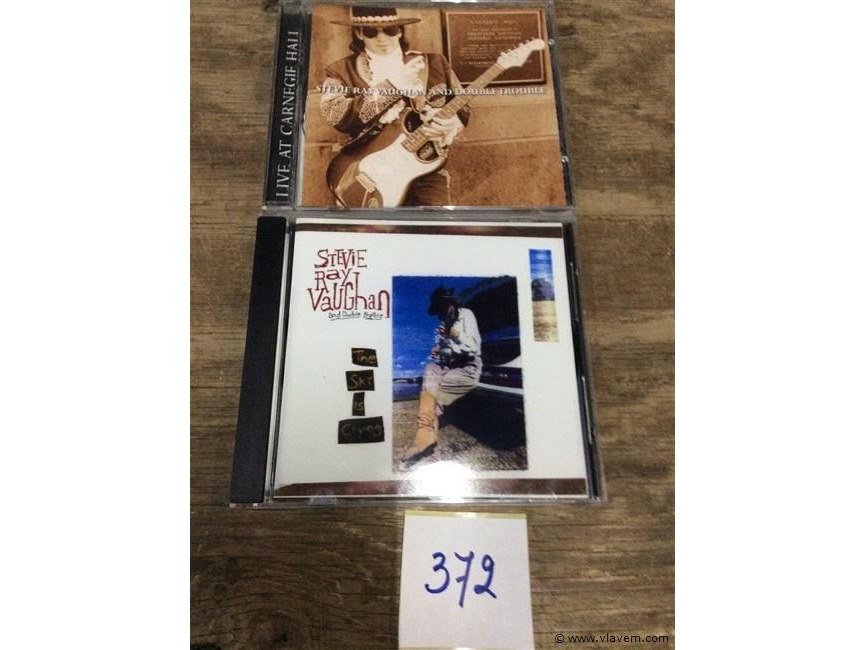 LIVE AT CARNEGIE HALL
STEVIE RAY VAUGHAN AND DOUBLE TROUBLE
STEVIE
RAY
VAUGHAN
and Double Trouble
The
SKY
is
Crying
372
© www.vlavem.com